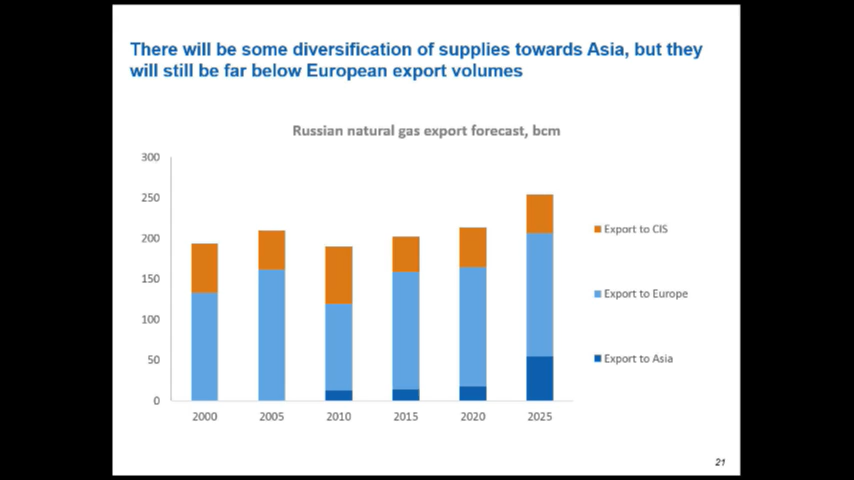 There will be some diversification of supplies towards Asia, but they
will still be far below European export volumes
Russian natural gas export forecast, bcm
300
250
200
150
100
50
0
2000 2005 2010 2015 2020 2025
Export to CIS
Export to Europe
Export to Asia
21